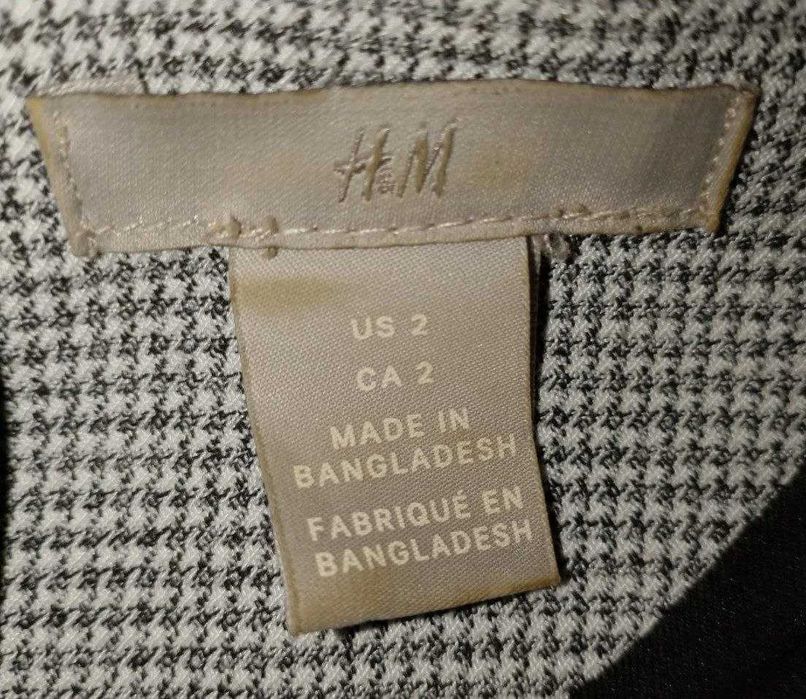 H&M
US 2
CA 2
MADE IN
BANGLADESH
FABRIQUÉ EN
BANGLADESH